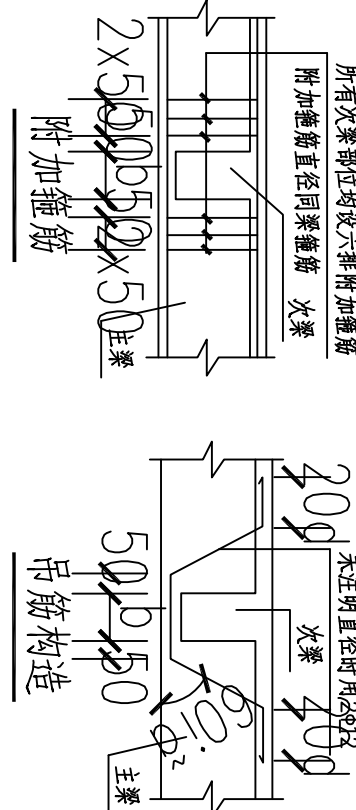 所有次梁部位均设六排附加箍筋
附加箍筋直径同梁箍筋
次梁
主梁
2x50 50 b 50 2x50
附加箍筋
20d
未注明直径时用2Φ12
20d
次梁
50 b 50
主梁
吊筋构造